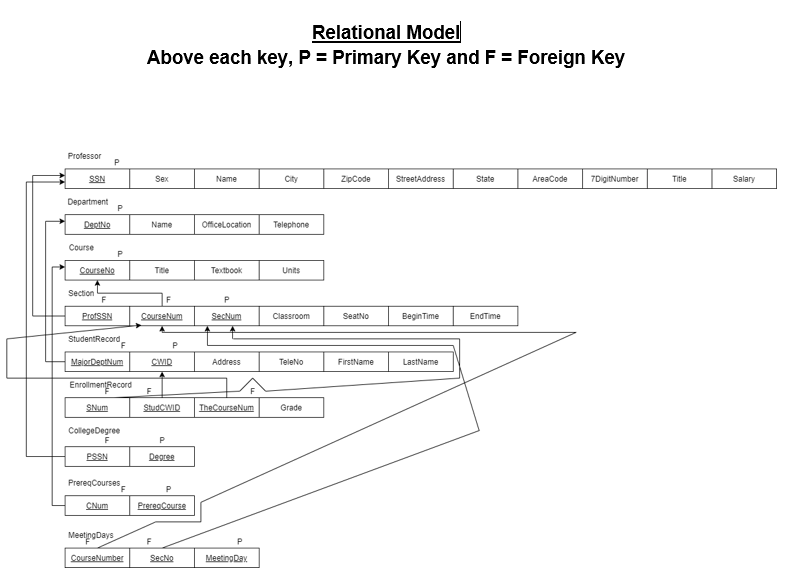 Relational Model
Above each key, P = Primary Key and F = Foreign Key
Professor
P
SSN Sex Name City ZipCode StreetAddress State AreaCode 7DigitNumber Title Salary
Department
P
DeptNo Name OfficeLocation Telephone
Course
P
CourseNo Title Textbook Units
Section
F F P
ProfSSN CourseNum SecNum Classroom SeatNo BeginTime EndTime
StudentRecord
F P
MajorDeptNum CWID Address TeleNo FirstName LastName
EnrollmentRecord
F F F
SNum StudCWID TheCourseNum Grade
CollegeDegree
F P
PSSN Degree
PrereqCourses
F P
CNum PrereqCourse
MeetingDays
F F P
CourseNumber SecNo MeetingDay